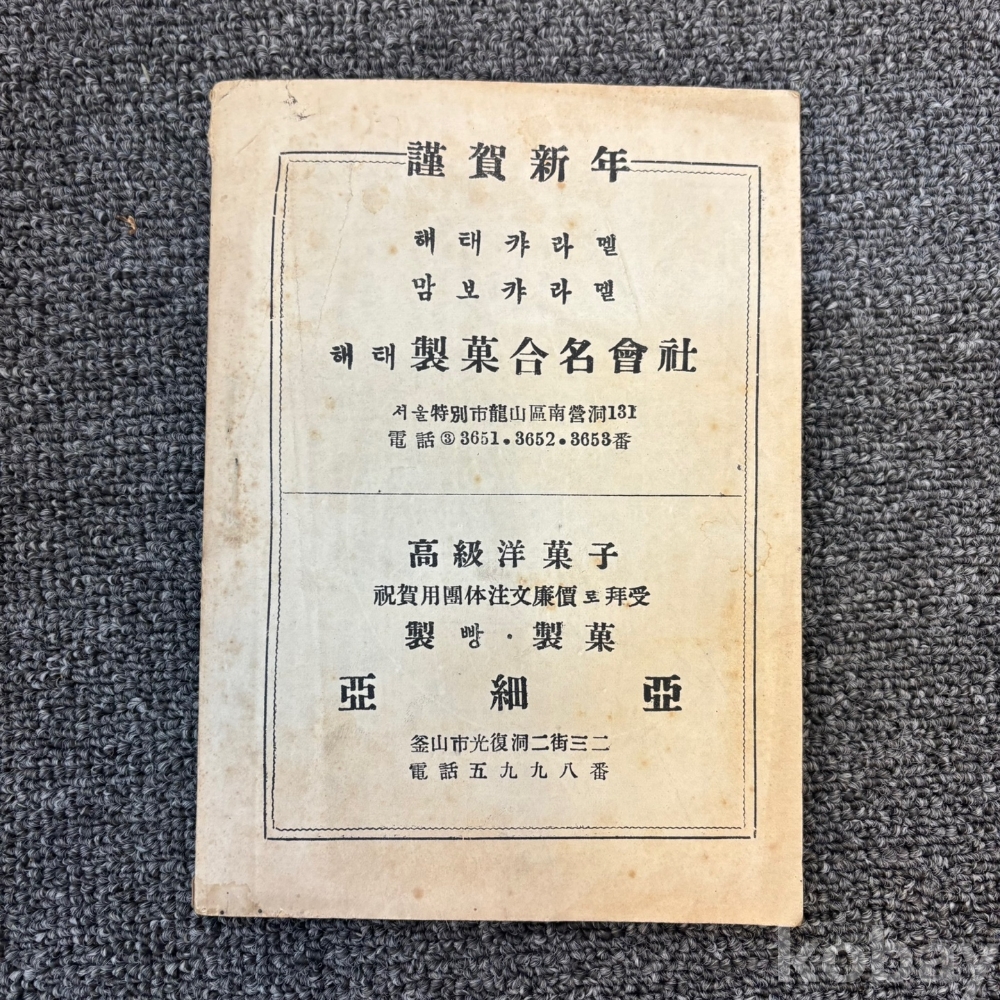 謹賀新年
해태캬라멜
맘보캬라멜
해태 製菓合名會社
서울特別市龍山區南營洞131
電話③3651•3652•3653番
高級洋菓子
祝賀用團体注文廉價로拜受
製빵·製菓
亞細亞
釜山市光復洞二街三二
電話五九九八番
kobay